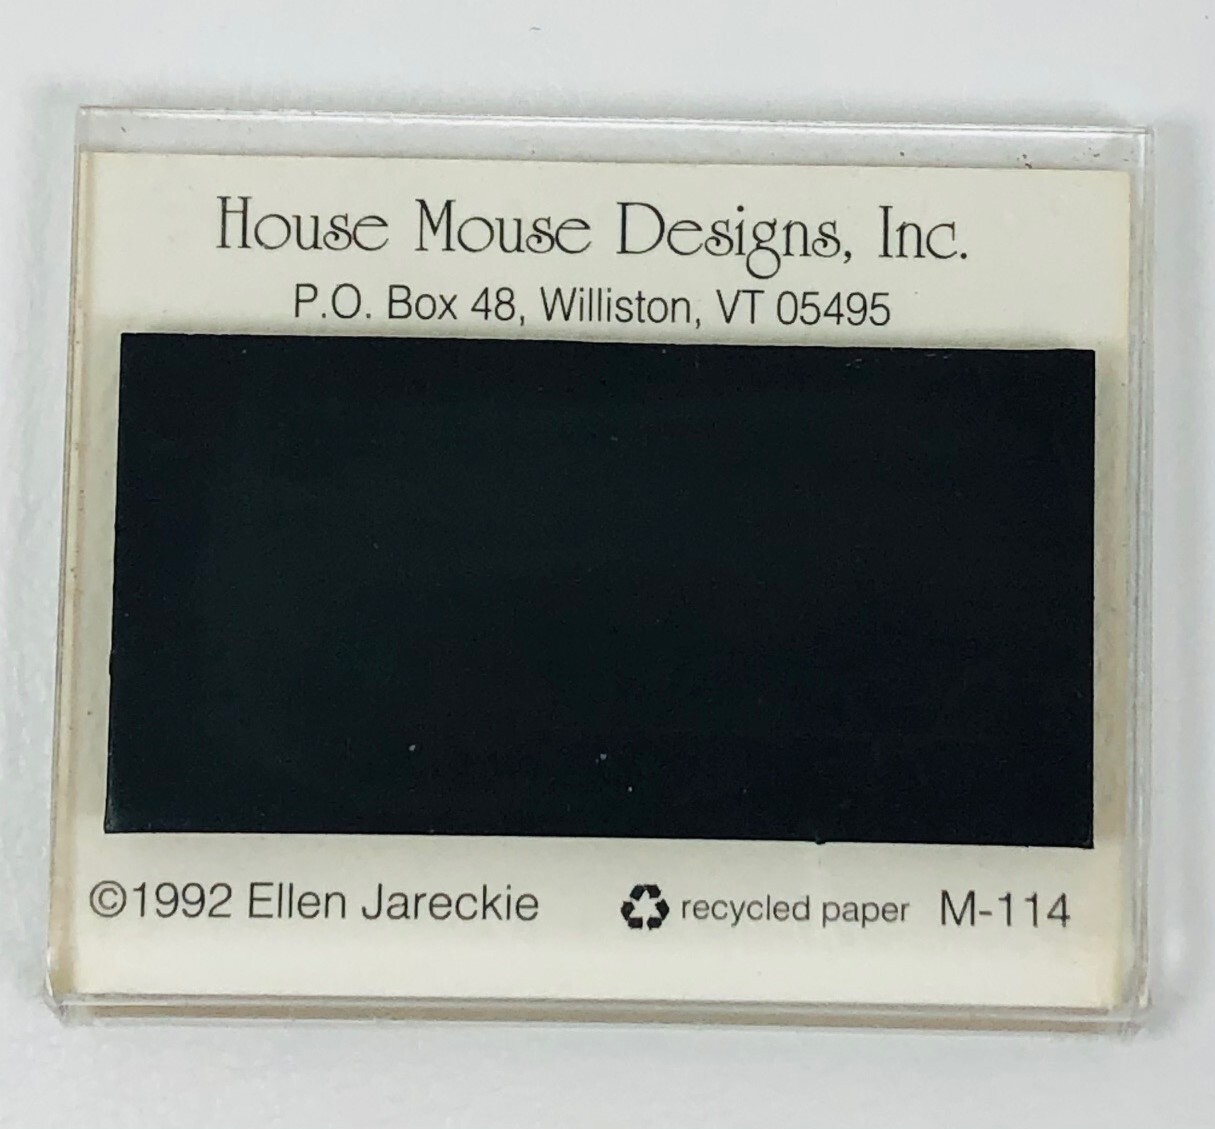 House Mouse Designs, Inc.
P.O. Box 48, Williston, VT 05495
©1992 Ellen Jareckie recycled paper M-114